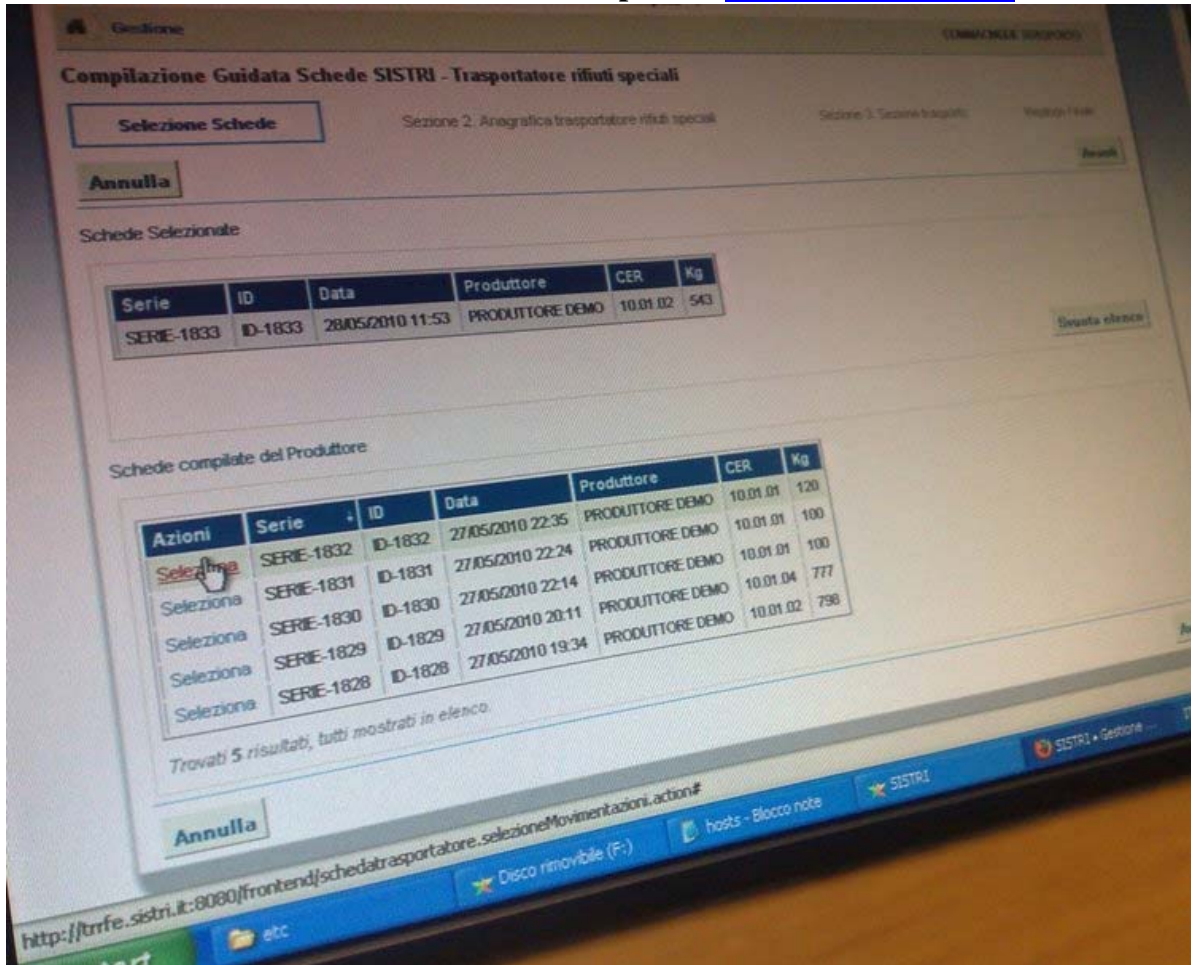 Gestione
Compilazione Guidata Schede SISTRI - Trasportatore rifiuti speciali
Selezione Schede Sezione 2. Anagrafica trasportatore rifiuti speciali Sezione 3. Sezione trasporto
Avanti
Annulla
Schede Selezionate
Serie ID Data Produttore CER Kg
SERIE-1833 ID-1833 28/05/2010 11:53 PRODUTTORE DEMO 10.01.02 543
Svuota elenco
Schede compilate del Produttore
Azioni Serie ID Data Produttore CER Kg
Seleziona SERIE-1832 ID-1832 27/05/2010 22:35 PRODUTTORE DEMO 10.01.01 120
Seleziona SERIE-1831 ID-1831 27/05/2010 22:24 PRODUTTORE DEMO 10.01.01 100
Seleziona SERIE-1830 ID-1830 27/05/2010 22:14 PRODUTTORE DEMO 10.01.01 100
Seleziona SERIE-1829 ID-1829 27/05/2010 20:11 PRODUTTORE DEMO 10.01.04 777
Seleziona SERIE-1828 ID-1828 27/05/2010 19:34 PRODUTTORE DEMO 10.01.02 798
Trovati 5 risultati, tutti mostrati in elenco.
Annulla
http://trrfe.sistri.it:8080/frontend/schedatrasportatore.selezioneMovimentazioni.action#
etc Disco rimovibile (F:) hosts - Blocco note SISTRI SISTRI • Gestione ...